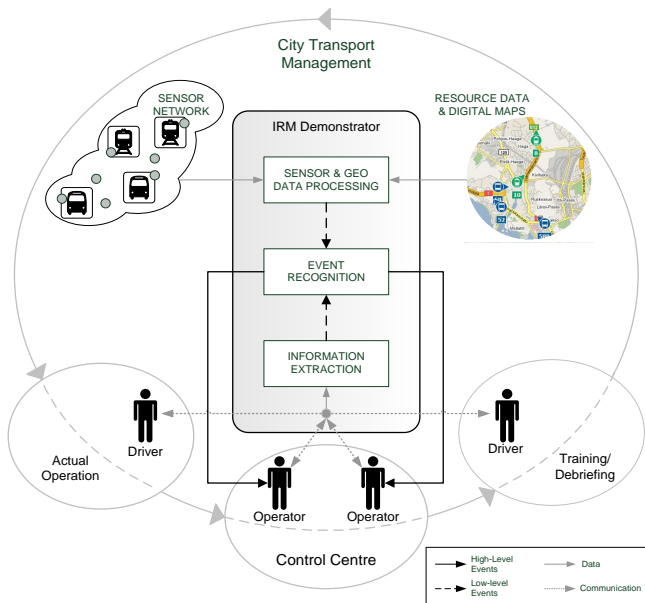 City Transport
Management
SENSOR
NETWORK
IRM Demonstrator
RESOURCE DATA
& DIGITAL MAPS
SENSOR & GEO
DATA PROCESSING
EVENT
RECOGNITION
INFORMATION
EXTRACTION
Actual
Operation
Driver
Driver
Training/
Debriefing
Operator
Operator
Control Centre
High-Level
Events
Data
Low-level
Events
Communication